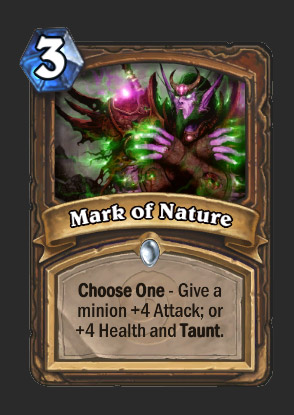 3
Mark of Nature
Choose One - Give a
minion +4 Attack; or
+4 Health and Taunt.